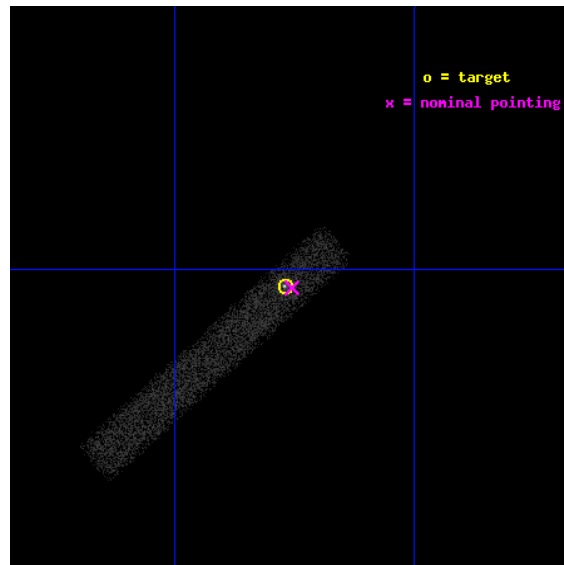 o = target
x = nominal pointing